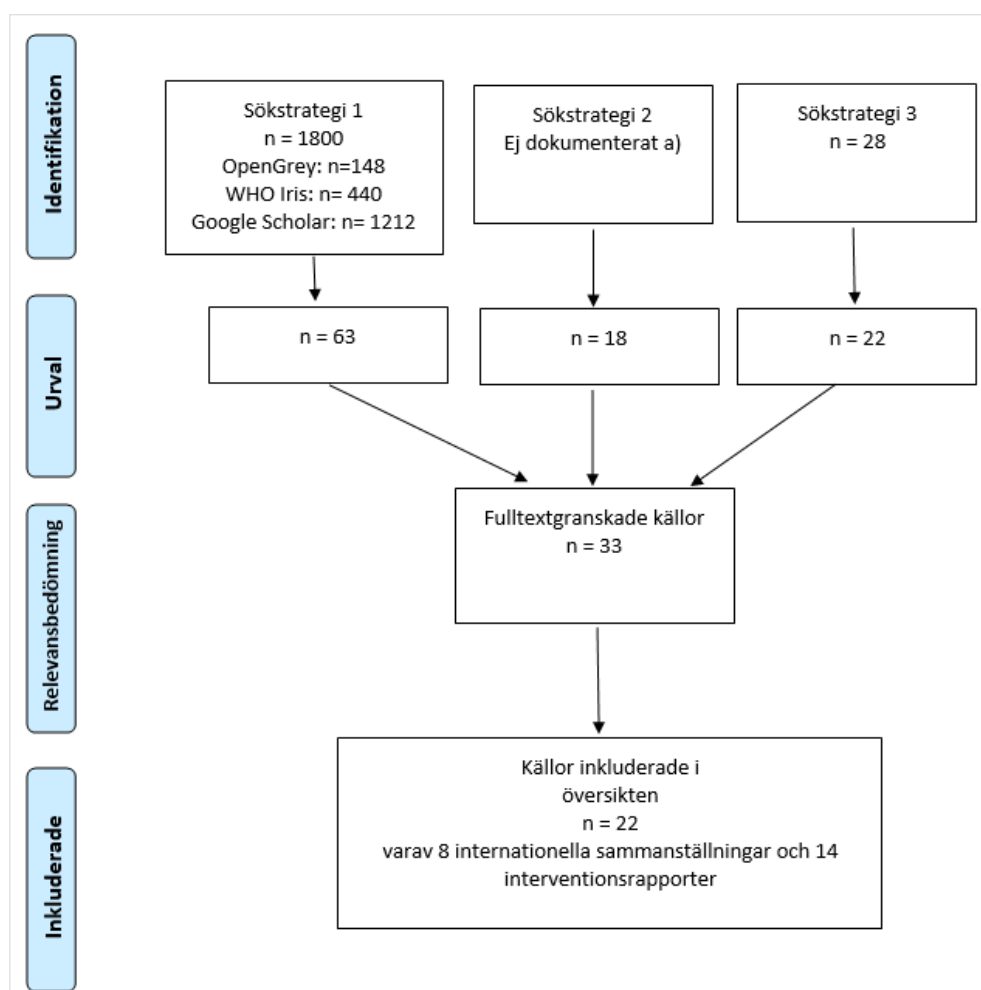 Identifikation
Sökstrategi 1
n = 1800
OpenGrey: n=148
WHO Iris: n= 440
Google Scholar: n= 1212
Sökstrategi 2
Ej dokumenterat a)
Sökstrategi 3
n = 28
Urval
n = 63
n = 18
n = 22
Relevansbedömning
Fulltextgranskade källor
n = 33
Inkluderade
Källor inkluderade i
översikten
n = 22
varav 8 internationella sammanställningar och 14
interventionsrapporter